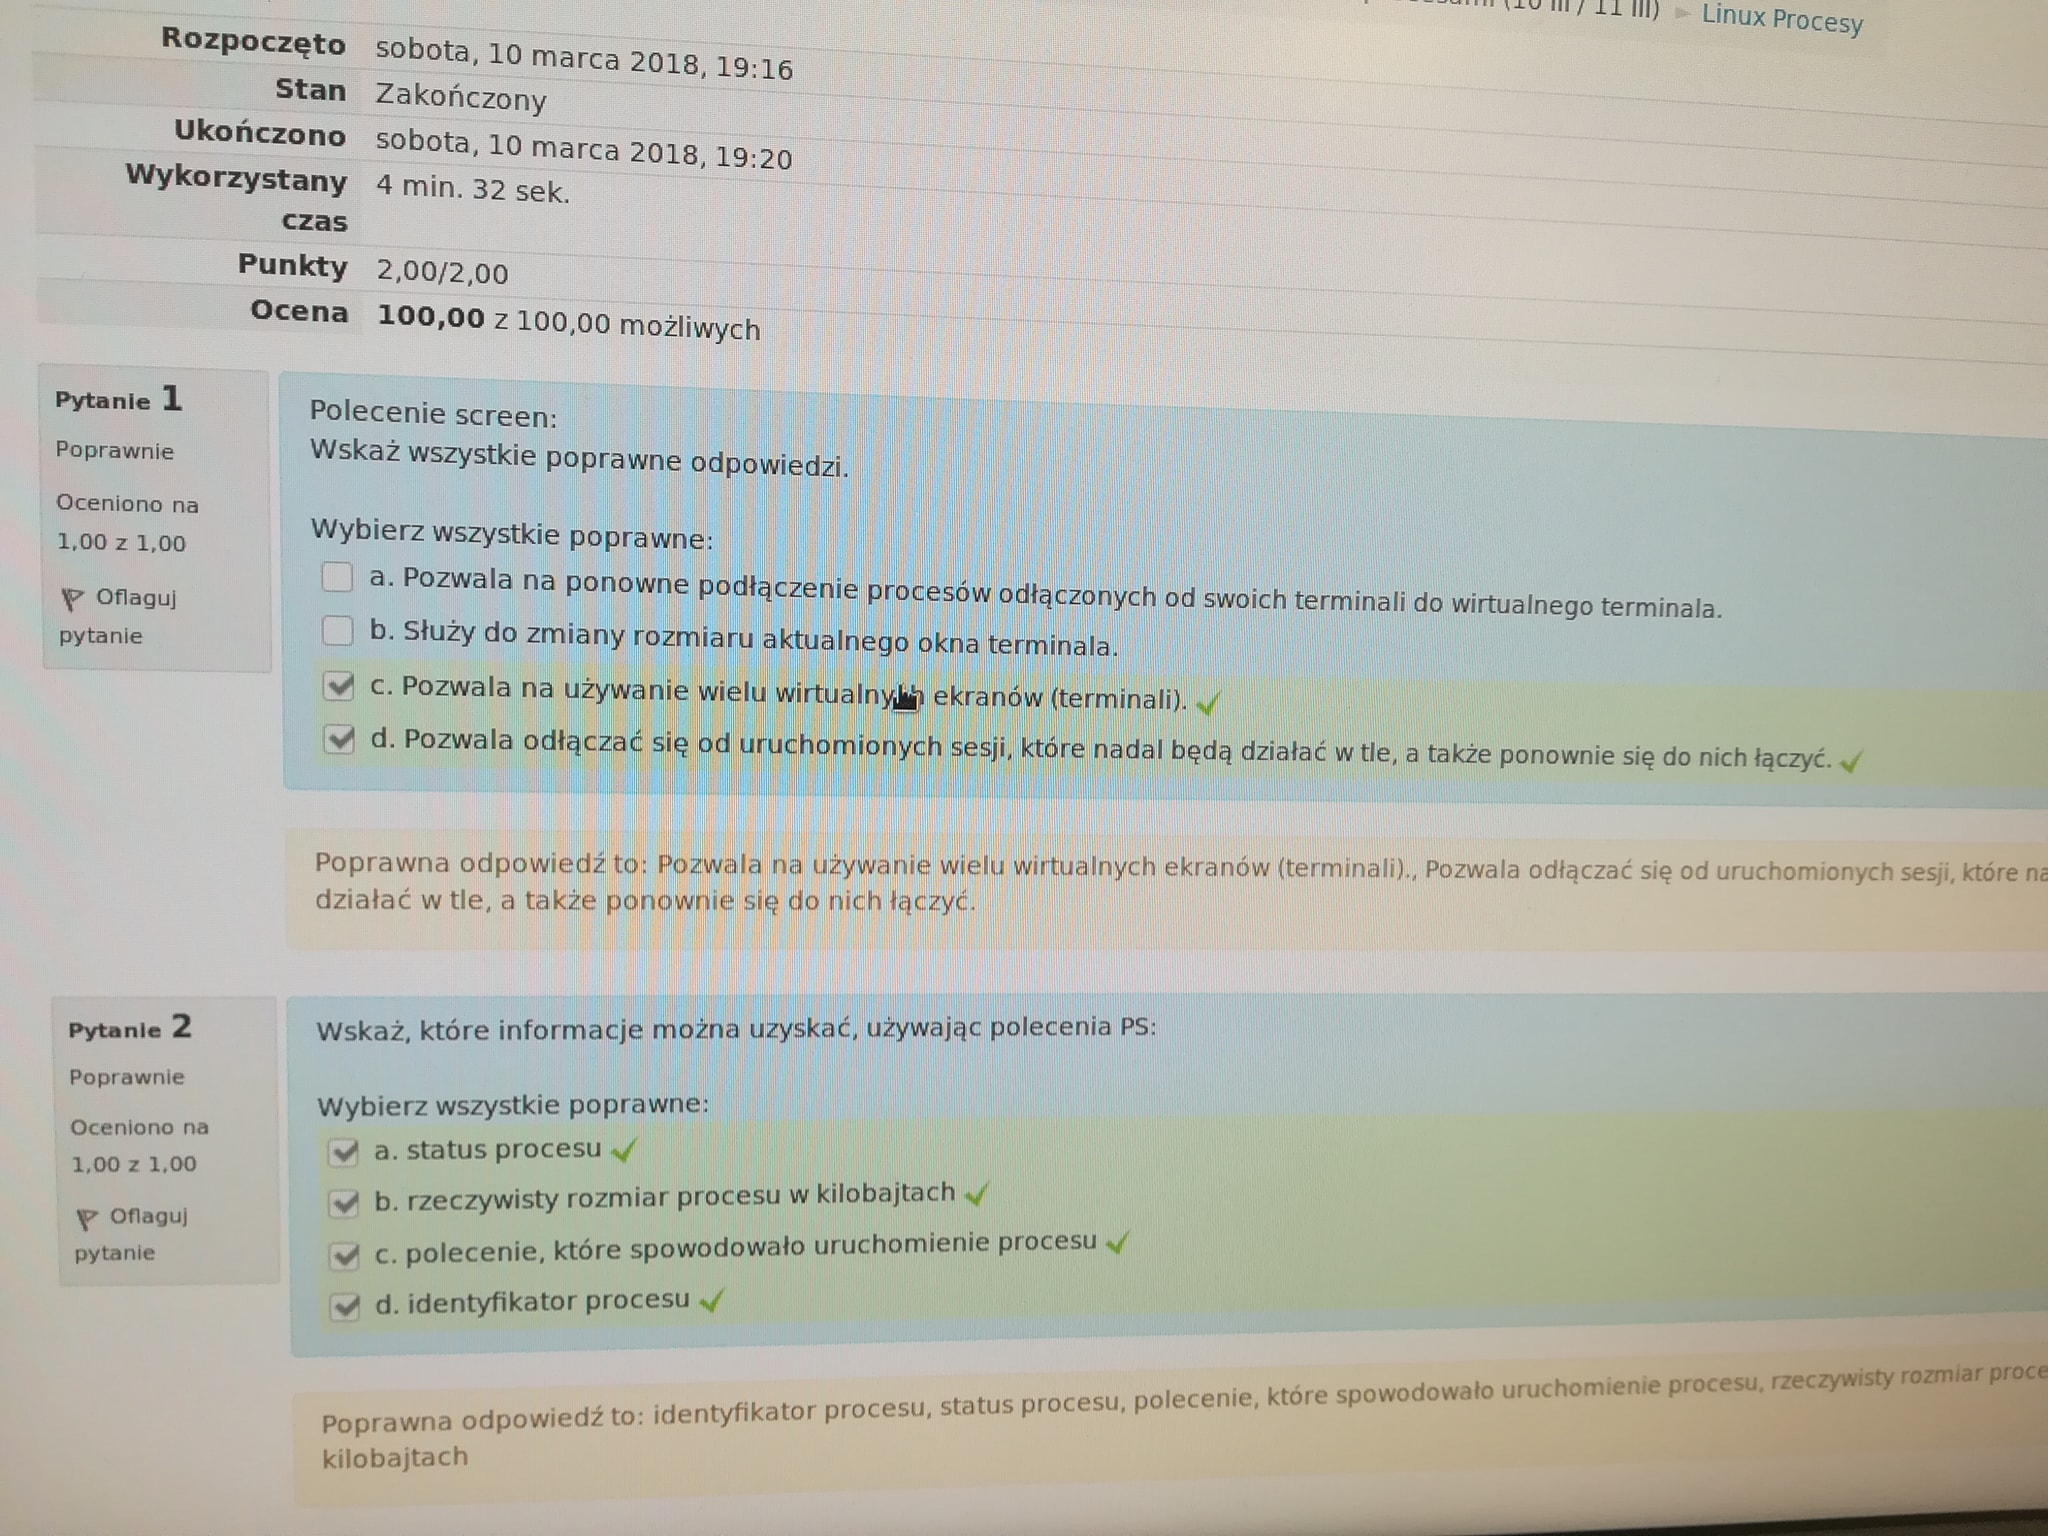 (10 III / 11 III) ► Linux Procesy
Rozpoczęto sobota, 10 marca 2018, 19:16
Stan Zakończony
Ukończono sobota, 10 marca 2018, 19:20
Wykorzystany czas 4 min. 32 sek.
Punkty 2,00/2,00
Ocena 100,00 z 100,00 możliwych
Pytanie 1
Poprawnie
Oceniono na
1,00 z 1,00
Oflaguj
pytanie
Polecenie screen:
Wskaż wszystkie poprawne odpowiedzi.
Wybierz wszystkie poprawne:
a. Pozwala na ponowne podłączenie procesów odłączonych od swoich terminali do wirtualnego terminala.
b. Służy do zmiany rozmiaru aktualnego okna terminala.
c. Pozwala na używanie wielu wirtualnych ekranów (terminali).
d. Pozwala odłączać się od uruchomionych sesji, które nadal będą działać w tle, a także ponownie się do nich łączyć.
Poprawna odpowiedź to: Pozwala na używanie wielu wirtualnych ekranów (terminali)., Pozwala odłączać się od uruchomionych sesji, które na
działać w tle, a także ponownie się do nich łączyć.
Pytanie 2
Poprawnie
Oceniono na
1,00 z 1,00
Oflaguj
pytanie
Wskaż, które informacje można uzyskać, używając polecenia PS:
Wybierz wszystkie poprawne:
a. status procesu
b. rzeczywisty rozmiar procesu w kilobajtach
c. polecenie, które spowodowało uruchomienie procesu
d. identyfikator procesu
Poprawna odpowiedź to: identyfikator procesu, status procesu, polecenie, które spowodowało uruchomienie procesu, rzeczywisty rozmiar proce
kilobajtach